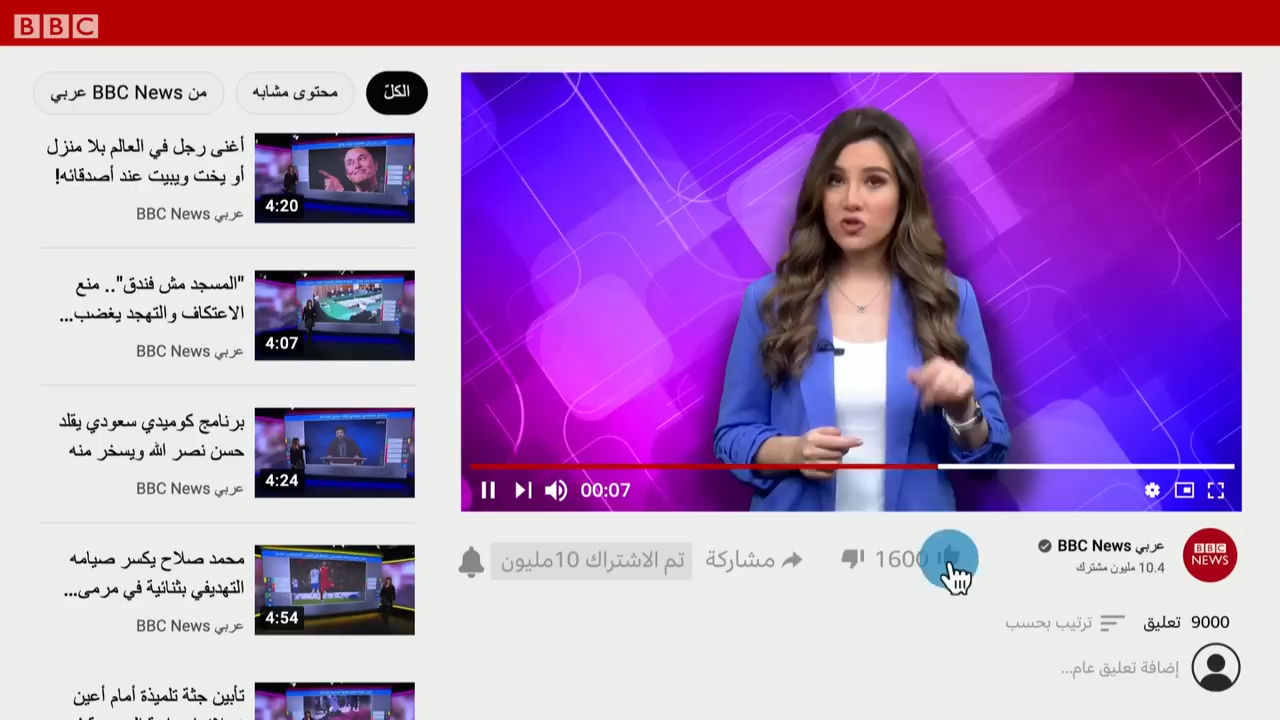 BBC
الكلّ
محتوى مشابه
من BBC News عربي
أغنى رجل في العالم بلا منزل
أو يخت ويبيت عند أصدقائه!
عربي BBC News
4:20
"المسجد مش فندق".. منع
الاعتكاف والتهجد يغضب...
عربي BBC News
4:07
برنامج كوميدي سعودي يقلد
حسن نصر الله ويسخر منه
عربي BBC News
4:24
محمد صلاح يكسر صيامه
التهديفي بثنائية في مرمى...
عربي BBC News
4:54
تأبين جثة تلميذة أمام أعين
00:07
BBC NEWS
عربي BBC News
10.4 مليون مشترك
1600
مشاركة
تم الاشتراك 10مليون
9000 تعليق
ترتيب بحسب
إضافة تعليق عام...